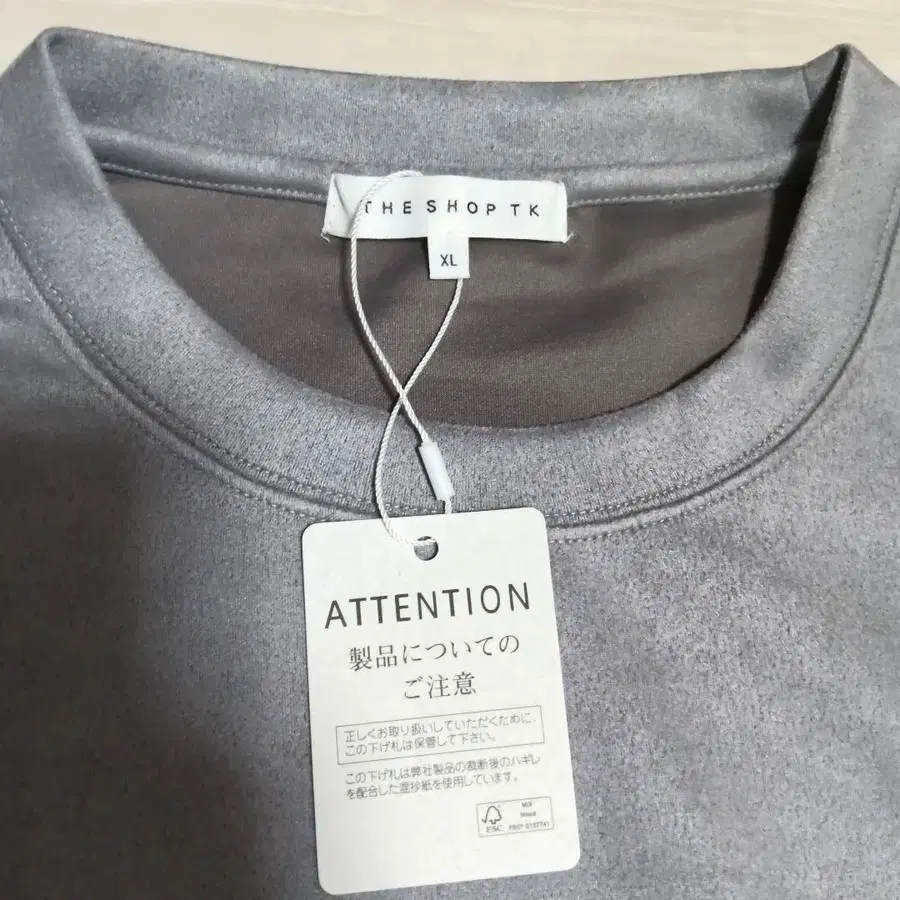 THE SHOP TK
XL
ATTENTION
製品についての
ご注意
正しくお取り扱いしていただくために、
この下げ札は保管して下さい。
この下げ札は弊社製品の裁断後のハギレ
を配合した混抄紙を使用しています。
FSC
MIX